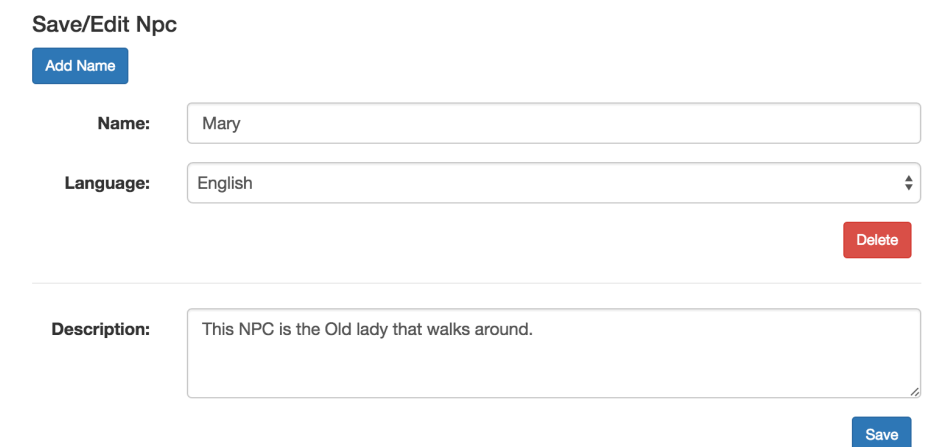 Save/Edit Npc
Add Name
Name: Mary
Language: English
Delete
Description: This NPC is the Old lady that walks around.
Save